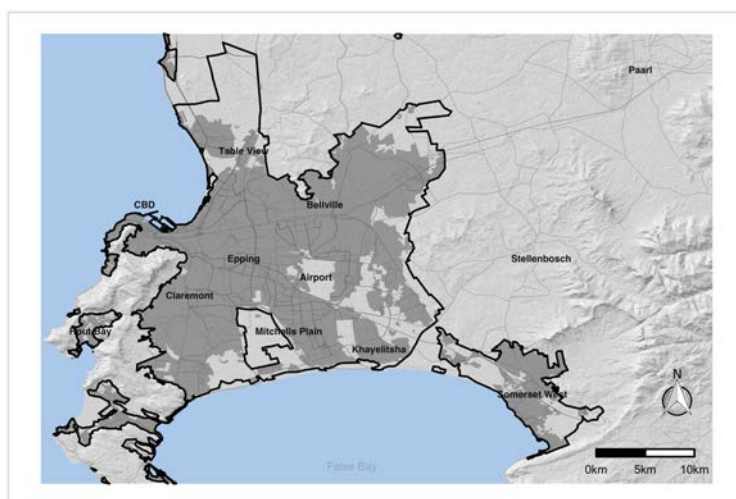 Paarl
Table View
CBD
Bellville
Epping
Stellenbosch
Airport
Claremont
Hout Bay
Mitchells Plain
Khayelitsha
N
Somerset West
0km 5km 10km
False Bay